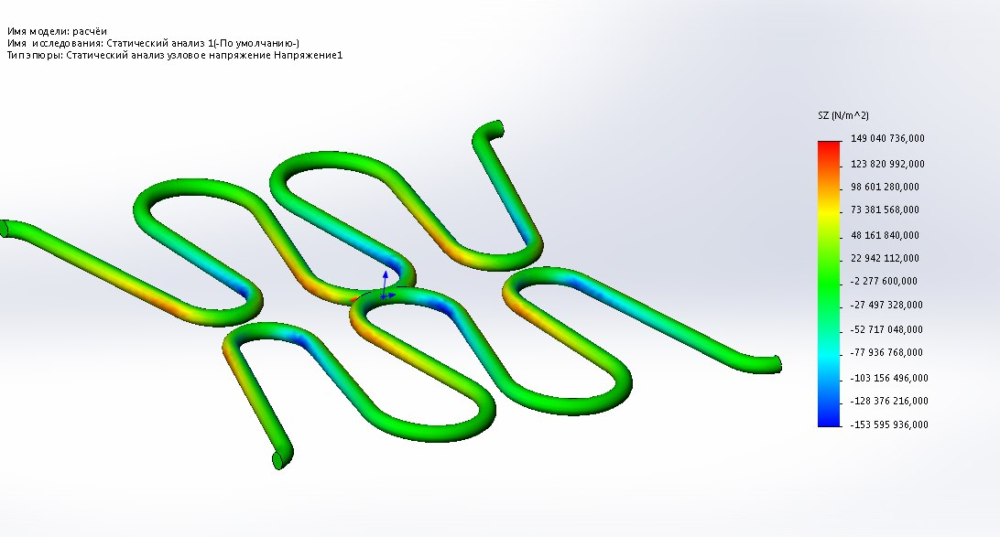 Имя модели: расчёи
Имя исследования: Статический анализ 1(-По умолчанию-)
Тип эпюры: Статический анализ узловое напряжение Напряжение1
SZ (N/m^2)
149 040 736,000
123 820 992,000
98 601 280,000
73 381 568,000
48 161 840,000
22 942 112,000
-2 277 600,000
-27 497 328,000
-52 717 048,000
-77 936 768,000
-103 156 496,000
-128 376 216,000
-153 595 936,000